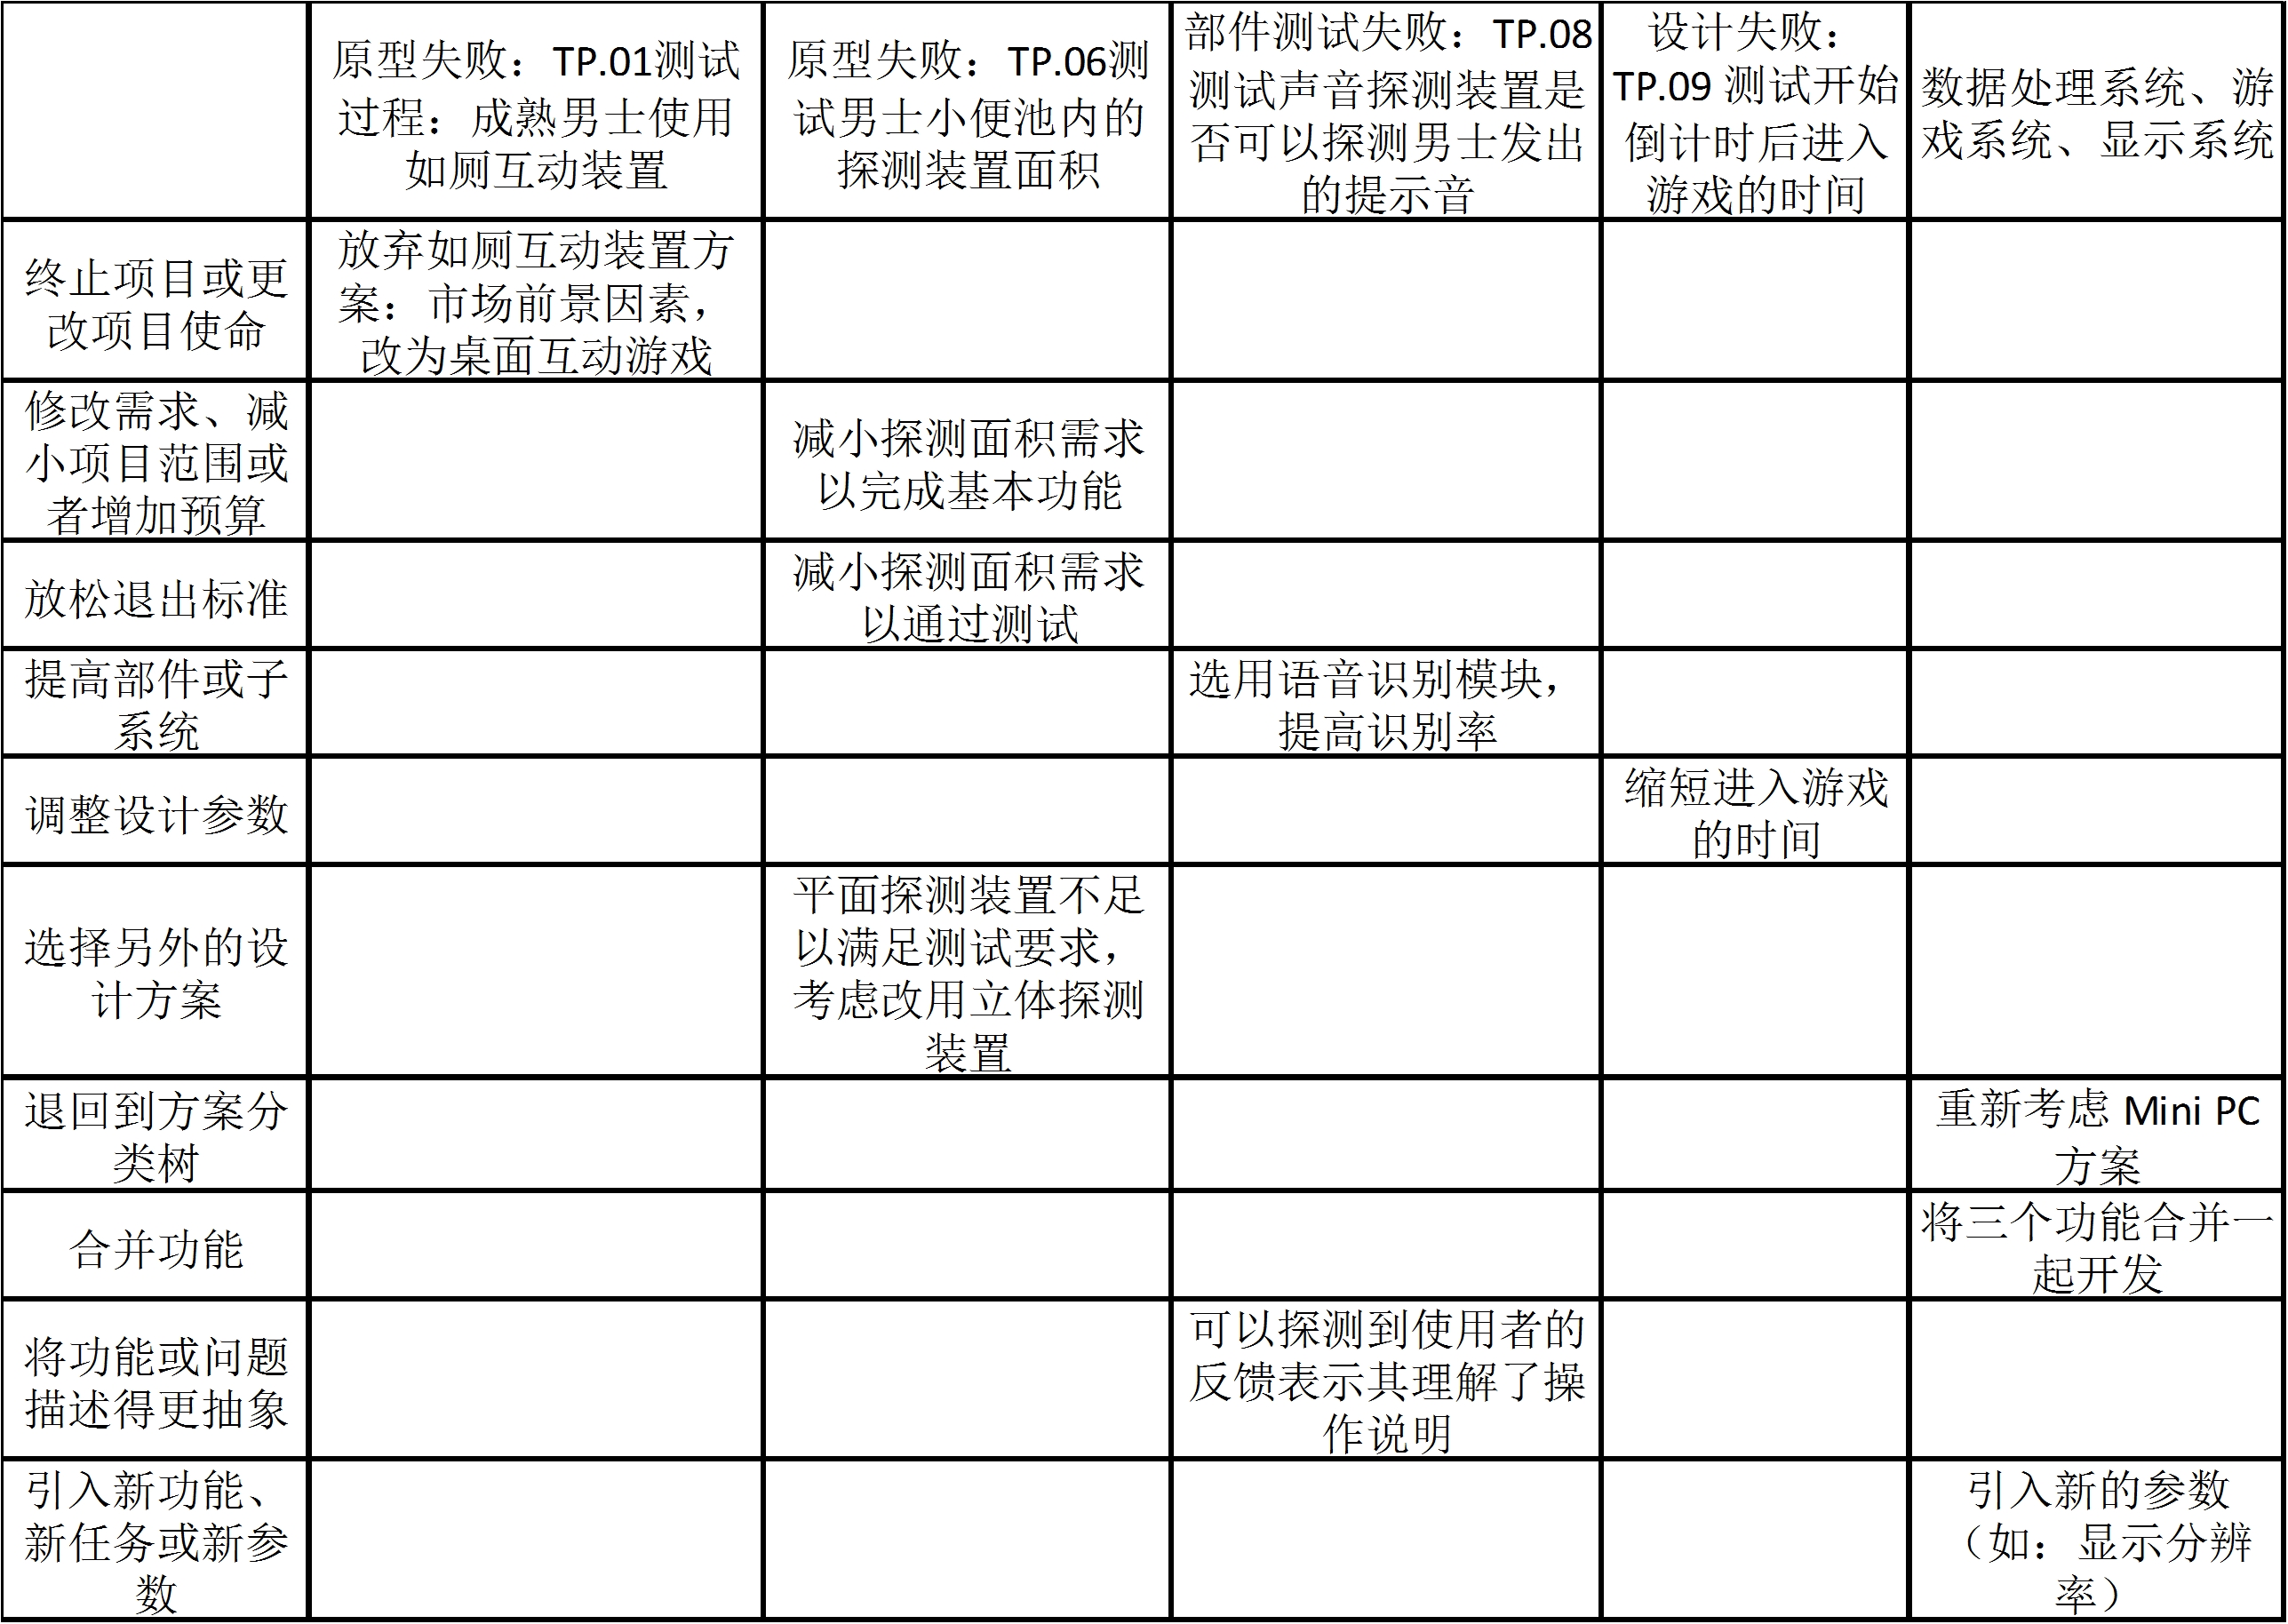 原型失败：TP.01测试
过程：成熟男士使用
如厕互动装置
原型失败：TP.06测
试男士小便池内的
探测装置面积
部件测试失败：TP.08
测试声音探测装置是
否可以探测男士发出
的提示音
设计失败：
TP.09 测试开始
倒计时后进入
游戏的时间
数据处理系统、游
戏系统、显示系统
终止项目或更
改项目使命
放弃如厕互动装置方
案：市场前景因素，
改为桌面互动游戏
修改需求、减
小项目范围或
者增加预算
减小探测面积需求
以完成基本功能
放松退出标准
减小探测面积需求
以通过测试
提高部件或子
系统
选用语音识别模块，
提高识别率
调整设计参数
缩短进入游戏
的时间
选择另外的设
计方案
平面探测装置不足
以满足测试要求，
考虑改用立体探测
装置
退回到方案分
类树
重新考虑 Mini PC
方案
合并功能
将三个功能合并一
起开发
将功能或问题
描述得更抽象
可以探测到使用者的
反馈表示其理解了操
作说明
引入新功能、
新任务或新参
数
引入新的参数
（如：显示分辨
率）